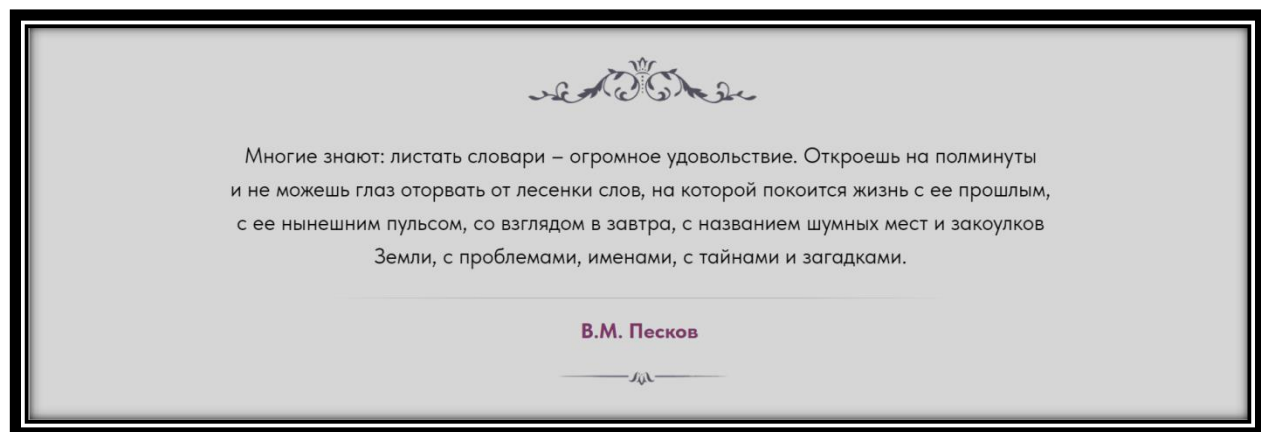 Многие знают: листать словари – огромное удовольствие. Откроешь на полминуты
и не можешь глаз оторвать от лесенки слов, на которой покоится жизнь с ее прошлым,
с ее нынешним пульсом, со взглядом в завтра, с названием шумных мест и закоулков
Земли, с проблемами, именами, с тайнами и загадками.
В.М. Песков